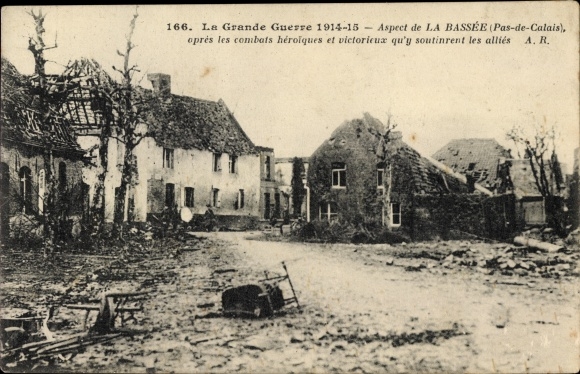 166. La Grande Guerre 1914-15 — Aspect de LA BASSÉE (Pas-de-Calais),
après les combats héroïques et victorieux qu'y soutinrent les alliés A. R.